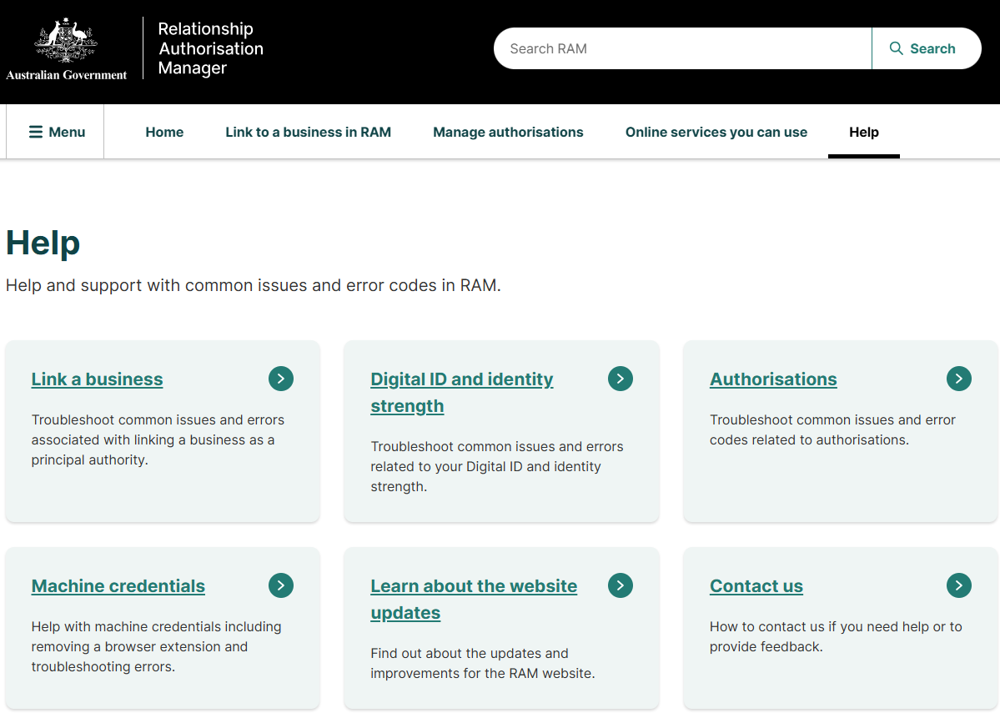 Australian Government
Relationship
Authorisation
Manager
Search RAM
Search
Menu
Home
Link to a business in RAM
Manage authorisations
Online services you can use
Help
Help
Help and support with common issues and error codes in RAM.
Link a business
Troubleshoot common issues and errors
associated with linking a business as a
principal authority.
Digital ID and identity
strength
Troubleshoot common issues and errors
related to your Digital ID and identity
strength.
Authorisations
Troubleshoot common issues and error
codes related to authorisations.
Machine credentials
Help with machine credentials including
removing a browser extension and
troubleshooting errors.
Learn about the website
updates
Find out about the updates and
improvements for the RAM website.
Contact us
How to contact us if you need help or to
provide feedback.